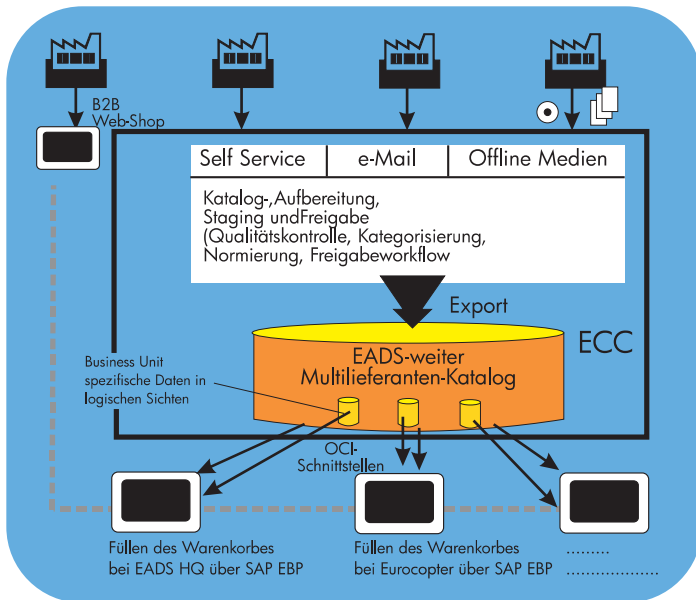 B2B
Web-Shop
Self Service
e-Mail
Offline Medien
Katalog-,Aufbereitung,
Staging undFreigabe
(Qualitätskontrolle, Kategorisierung,
Normierung, Freigabeworkflow
Export
ECC
EADS-weiter
Multilieferanten-Katalog
Business Unit
spezifische Daten in
logischen Sichten
OCI-
Schnittstellen
Füllen des Warenkorbes
bei EADS HQ über SAP EBP
Füllen des Warenkorbes
bei Eurocopter über SAP EBP
.........
...................